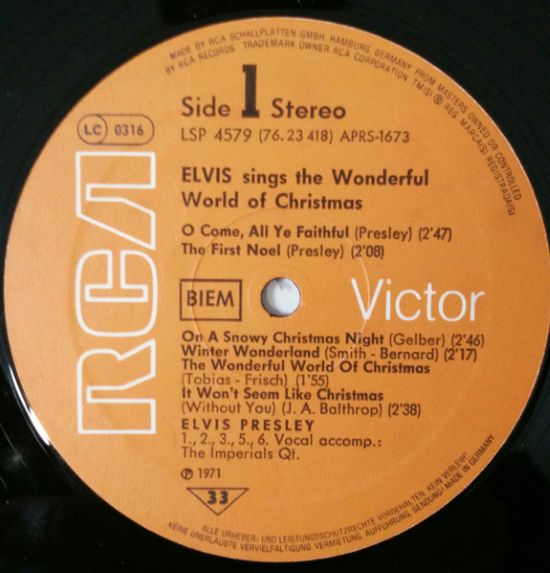 MADE BY RCA SCHALLPLATTEN GMBH, HAMBURG, GERMANY FROM MASTERS OWNED OR CONTROLLED
BY RCA RECORDS TRADEMARK OWNER RCA CORPORATION TM(S) ® REG. MARCA(S) REGISTRADA(S)
Side 1 Stereo
LC 0316
LSP 4579 (76.23 418) APRS-1673
ELVIS sings the Wonderful
World of Christmas
O Come, All Ye Faithful (Presley) (2'47)
The First Noel (Presley) (2'08)
RCA
BIEM
Victor
On A Snowy Christmas Night (Gelber) (2'46)
Winter Wonderland (Smith - Bernard) (2'17)
The Wonderful World Of Christmas
(Tobias - Frisch) (1'55)
It Won't Seem Like Christmas
(Without You) (J. A. Balthrop) (2'38)
ELVIS PRESLEY
1., 2., 3., 5., 6. Vocal accomp.:
The Imperials Qt.
℗ 1971
33
ALLE URHEBER- UND LEISTUNGSSCHUTZRECHTE VORBEHALTEN. KEIN VERLEIH!
KEINE UNERLAUBTE VERVIELFÄLTIGUNG, VERMIETUNG, AUFFÜHRUNG, SENDUNG! MADE IN GERMANY